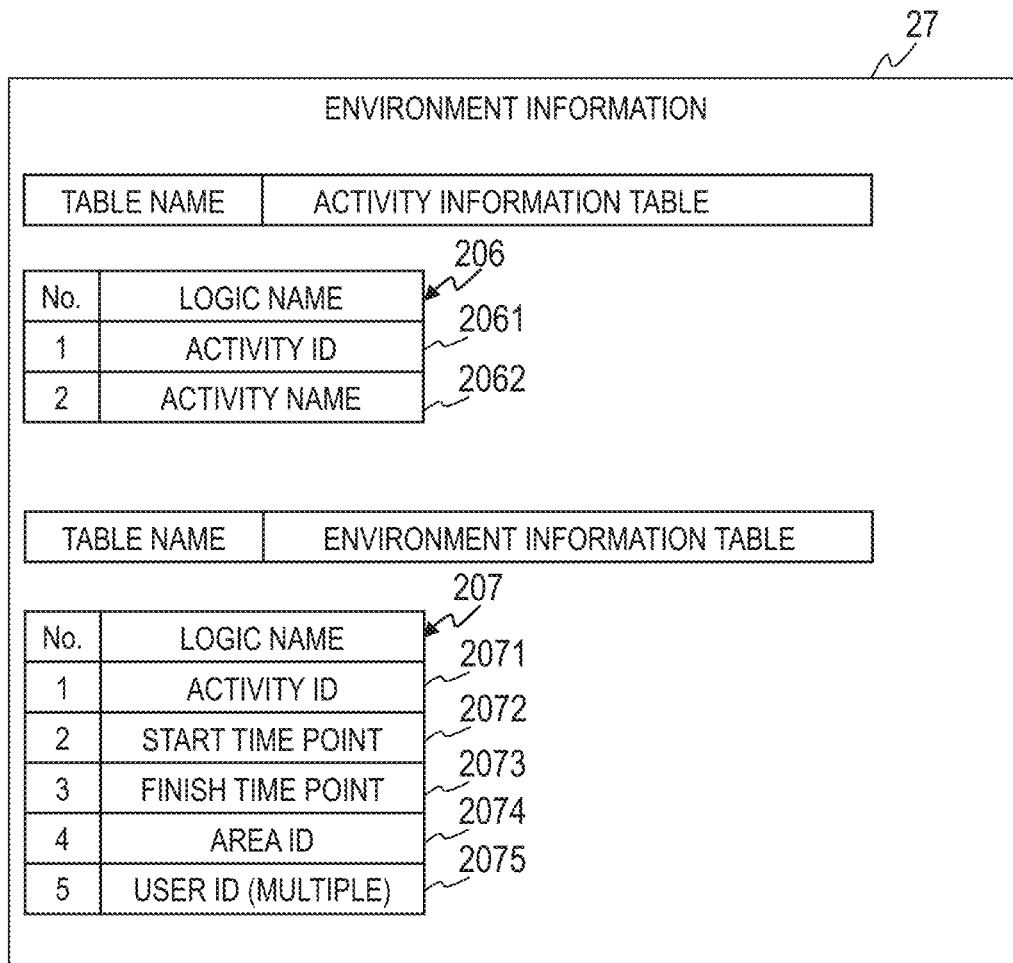 27
ENVIRONMENT INFORMATION
TABLE NAME ACTIVITY INFORMATION TABLE
206
No. LOGIC NAME
2061
1 ACTIVITY ID
2062
2 ACTIVITY NAME
TABLE NAME ENVIRONMENT INFORMATION TABLE
207
No. LOGIC NAME
2071
1 ACTIVITY ID
2072
2 START TIME POINT
2073
3 FINISH TIME POINT
2074
4 AREA ID
2075
5 USER ID (MULTIPLE)